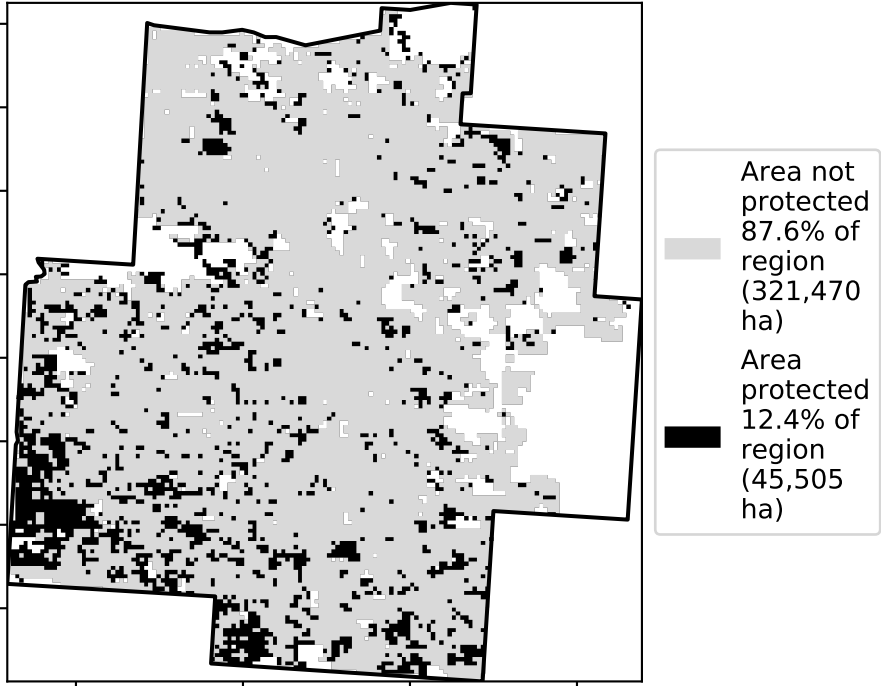 Area not
protected
87.6% of
region
(321,470
ha)
Area
protected
12.4% of
region
(45,505
ha)